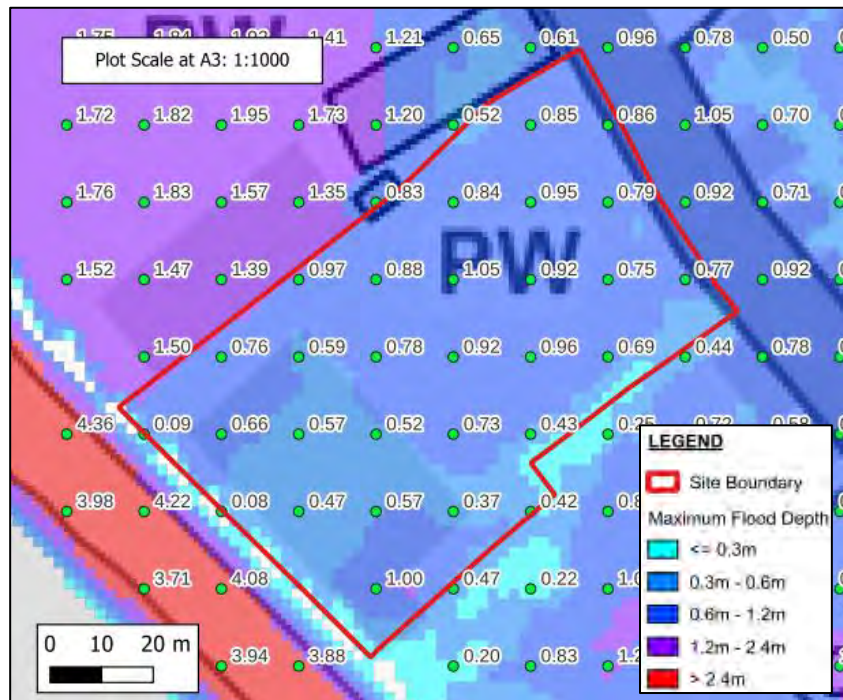 1.21 0.65 0.61 0.96 0.78 0.50
Plot Scale at A3: 1:1000
1.72 1.82 1.95 1.73 1.20 0.52 0.85 0.86 1.05 0.70
1.76 1.83 1.57 1.35 0.83 0.84 0.95 0.79 0.92 0.71
PW
1.52 1.47 1.39 0.97 0.88 1.05 0.92 0.75 0.77 0.92
1.50 0.76 0.59 0.78 0.92 0.96 0.69 0.44 0.78
4.36 0.09 0.66 0.57 0.52 0.73 0.43
3.98 4.22 0.08 0.47 0.57 0.37 0.42
3.71 4.08 1.00 0.47 0.22
3.94 3.88 0.20 0.83
LEGEND
Site Boundary
Maximum Flood Depth
<= 0.3m
0.3m - 0.6m
0.6m - 1.2m
1.2m - 2.4m
> 2.4m
0 10 20 m